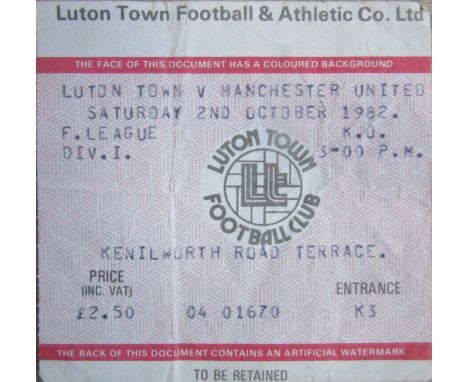 Luton Town Football & Athletic Co. Ltd
THE FACE OF THIS DOCUMENT HAS A COLOURED BACKGROUND
LUTON TOWN V MANCHESTER UNITED
SATURDAY 2ND OCTOBER 1982.
F.LEAGUE K.O.
DIV.I. 3-00 P.M.
LUTON TOWN
FOOTBALL CLUB
KENILWORTH ROAD TERRACE.
PRICE
(INC. VAT) ENTRANCE
£2.50 04 01670 K3
THE BACK OF THIS DOCUMENT CONTAINS AN ARTIFICIAL WATERMARK
TO BE RETAINED